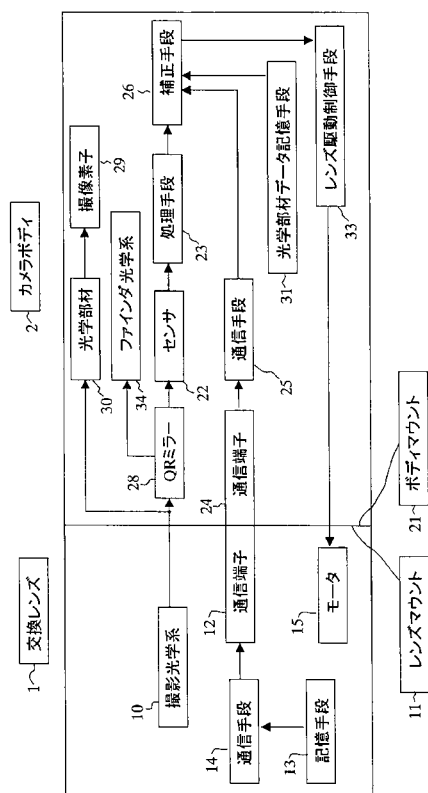 1 交換レンズ
2 カメラボディ
撮影光学系
10
光学部材
30
撮像素子
29
ファインダ光学系
34
QRミラー
28
センサ
22
処理手段
23
補正手段
26
通信端子
12
通信端子
24
通信手段
25
通信手段
14
記憶手段
13
光学部材データ記憶手段
31
モータ
15
レンズ駆動制御手段
33
レンズマウント
11
ボディマウント
21